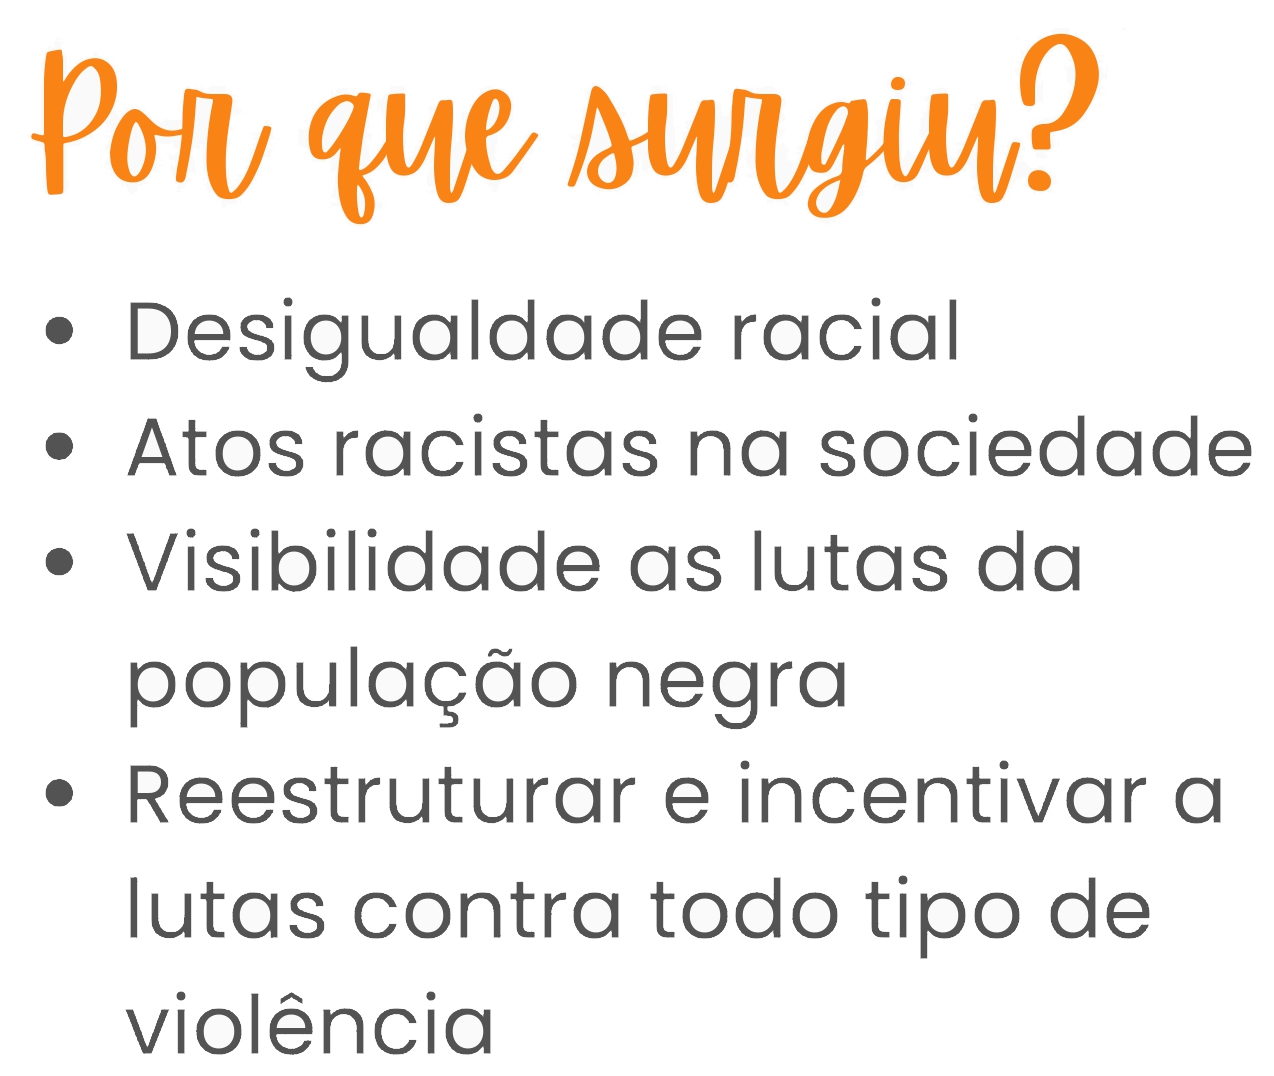 Por que surgiu?
• Desigualdade racial
• Atos racistas na sociedade
• Visibilidade as lutas da
população negra
• Reestruturar e incentivar a
lutas contra todo tipo de
violência